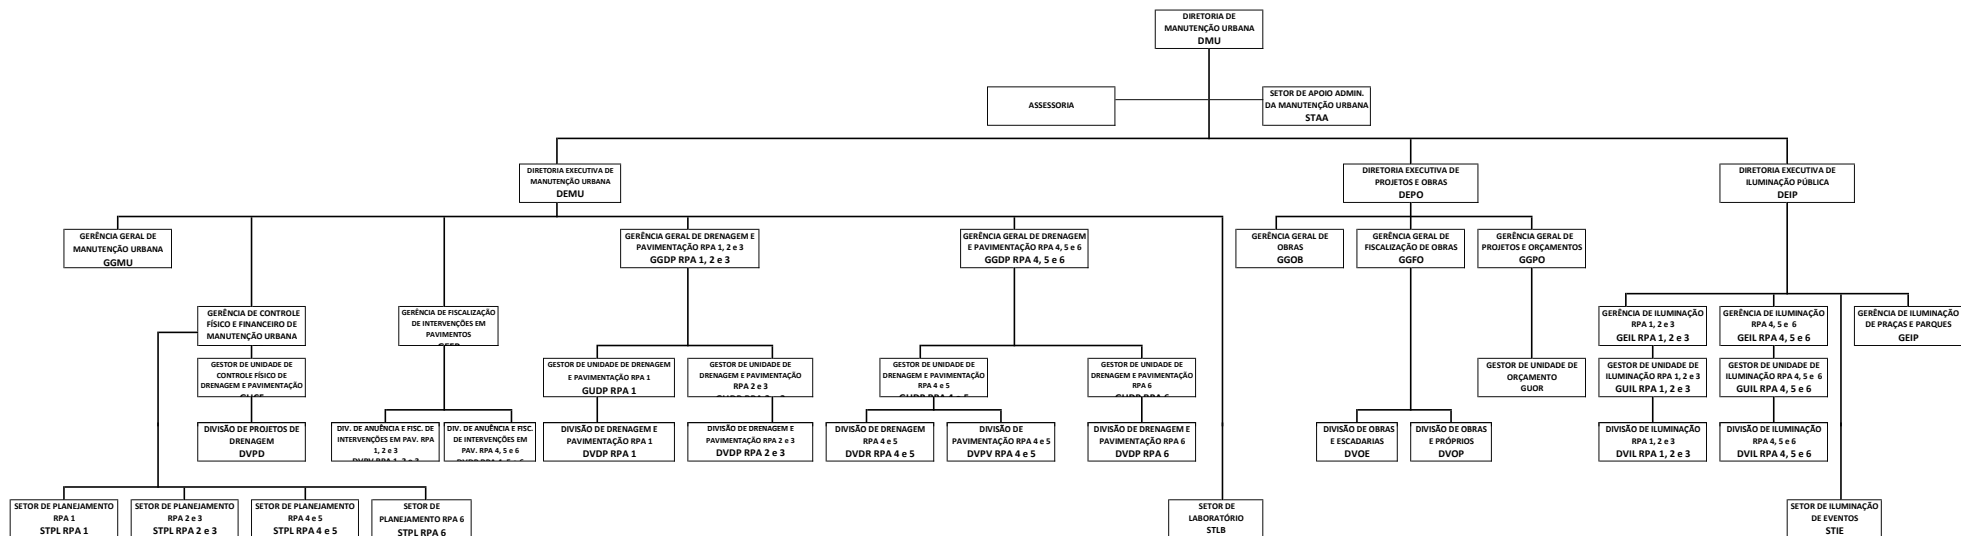 DIRETORIA DE
MANUTENÇÃO URBANA
DMU
ASSESSORIA
SETOR DE APOIO ADMIN.
DA MANUTENÇÃO URBANA
STAA
DIRETORIA EXECUTIVA DE
MANUTENÇÃO URBANA
DEMU
DIRETORIA EXECUTIVA DE
PROJETOS E OBRAS
DEPO
DIRETORIA EXECUTIVA DE
ILUMINAÇÃO PÚBLICA
DEIP
GERÊNCIA GERAL DE
MANUTENÇÃO URBANA
GGMU
GERÊNCIA GERAL DE DRENAGEM E
PAVIMENTAÇÃO RPA 1, 2 e 3
GGDP RPA 1, 2 e 3
GERÊNCIA GERAL DE DRENAGEM
E PAVIMENTAÇÃO RPA 4, 5 e 6
GGDP RPA 4, 5 e 6
GERÊNCIA GERAL DE
OBRAS
GGOB
GERÊNCIA GERAL DE
FISCALIZAÇÃO DE OBRAS
GGFO
GERÊNCIA GERAL DE
PROJETOS E ORÇAMENTOS
GGPO
GERÊNCIA DE CONTROLE
FÍSICO E FINANCEIRO DE
MANUTENÇÃO URBANA
GERÊNCIA DE FISCALIZAÇÃO
DE INTERVENÇÕES EM
PAVIMENTOS
GERÊNCIA DE ILUMINAÇÃO
RPA 1, 2 e 3
GEIL RPA 1, 2 e 3
GERÊNCIA DE ILUMINAÇÃO
RPA 4, 5 e 6
GEIL RPA 4, 5 e 6
GERÊNCIA DE ILUMINAÇÃO
DE PRAÇAS E PARQUES
GEIP
GESTOR DE UNIDADE DE
CONTROLE FÍSICO DE
DRENAGEM E PAVIMENTAÇÃO
GESTOR DE UNIDADE DE DRENAGEM
E PAVIMENTAÇÃO RPA 1
GUDP RPA 1
GESTOR DE UNIDADE DE
DRENAGEM E PAVIMENTAÇÃO
RPA 2 e 3
GESTOR DE UNIDADE DE
DRENAGEM E PAVIMENTAÇÃO
RPA 4 e 5
GESTOR DE UNIDADE DE
DRENAGEM E PAVIMENTAÇÃO
RPA 6
GESTOR DE UNIDADE DE
ORÇAMENTO
GUOR
GESTOR DE UNIDADE DE
ILUMINAÇÃO RPA 1, 2 e 3
GUIL RPA 1, 2 e 3
GESTOR DE UNIDADE DE
ILUMINAÇÃO RPA 4, 5 e 6
GUIL RPA 4, 5 e 6
DIVISÃO DE PROJETOS DE
DRENAGEM
DVPD
DIV. DE ANUÊNCIA E FISC. DE
INTERVENÇÕES EM PAV. RPA
1, 2 e 3
DIV. DE ANUÊNCIA E FISC.
DE INTERVENÇÕES EM
PAV. RPA 4, 5 e 6
DIVISÃO DE DRENAGEM E
PAVIMENTAÇÃO RPA 1
DVDP RPA 1
DIVISÃO DE DRENAGEM E
PAVIMENTAÇÃO RPA 2 e 3
DVDP RPA 2 e 3
DIVISÃO DE DRENAGEM
RPA 4 e 5
DVDR RPA 4 e 5
DIVISÃO DE
PAVIMENTAÇÃO RPA 4 e 5
DVPV RPA 4 e 5
DIVISÃO DE DRENAGEM E
PAVIMENTAÇÃO RPA 6
DVDP RPA 6
DIVISÃO DE OBRAS
E ESCADARIAS
DVOE
DIVISÃO DE OBRAS
E PRÓPRIOS
DVOP
DIVISÃO DE ILUMINAÇÃO
RPA 1, 2 e 3
DVIL RPA 1, 2 e 3
DIVISÃO DE ILUMINAÇÃO
RPA 4, 5 e 6
DVIL RPA 4, 5 e 6
SETOR DE PLANEJAMENTO
RPA 1
STPL RPA 1
SETOR DE PLANEJAMENTO
RPA 2 e 3
STPL RPA 2 e 3
SETOR DE PLANEJAMENTO
RPA 4 e 5
STPL RPA 4 e 5
SETOR DE
PLANEJAMENTO RPA 6
STPL RPA 6
SETOR DE
LABORATÓRIO
STLB
SETOR DE ILUMINAÇÃO
DE EVENTOS
STIE